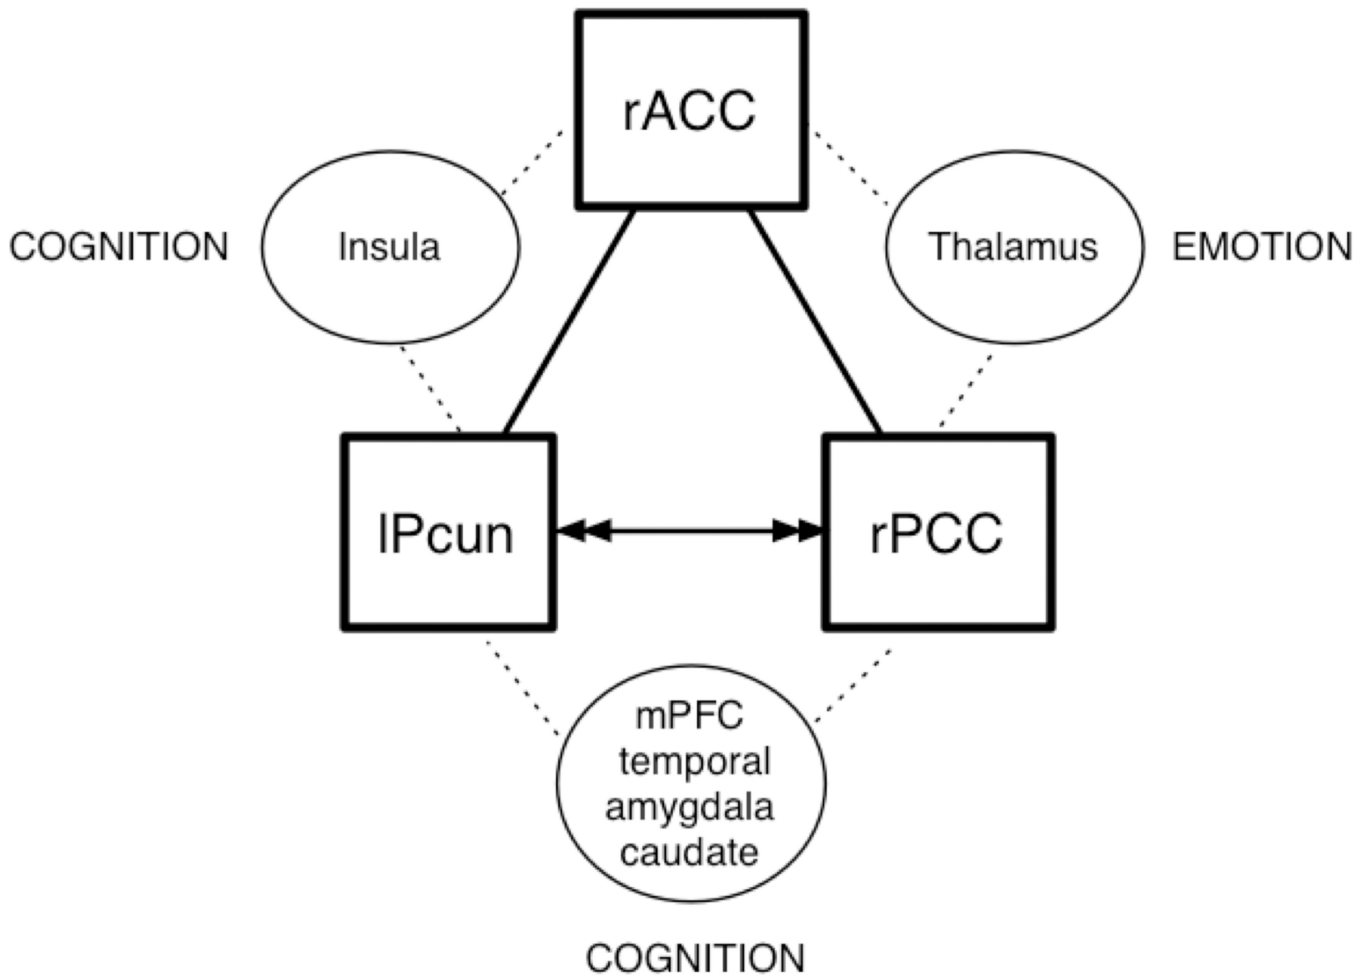 rACC
COGNITION
Insula
Thalamus
EMOTION
lPcun
rPCC
mPFC
temporal
amygdala
caudate
COGNITION